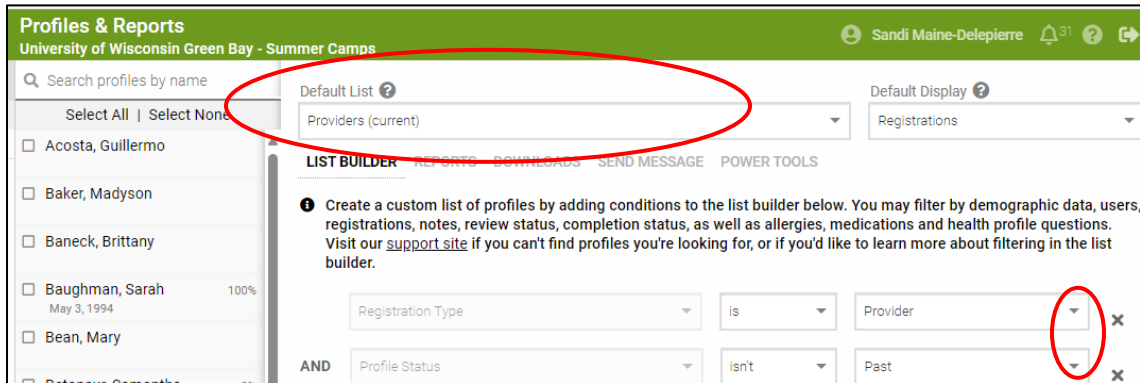 Profiles & Reports
University of Wisconsin Green Bay - Summer Camps
Sandi Maine-Delepierre
31
Search profiles by name
Select All | Select None
Acosta, Guillermo
Baker, Madyson
Baneck, Brittany
Baughman, Sarah 100%
May 3, 1994
Bean, Mary
Default List
Providers (current)
Default Display
Registrations
LIST BUILDER REPORTS DOWNLOADS SEND MESSAGE POWER TOOLS
Create a custom list of profiles by adding conditions to the list builder below. You may filter by demographic data, users,
registrations, notes, review status, completion status, as well as allergies, medications and health profile questions.
Visit our support site if you can't find profiles you're looking for, or if you'd like to learn more about filtering in the list
builder.
Registration Type is Provider
AND Profile Status isn't Past